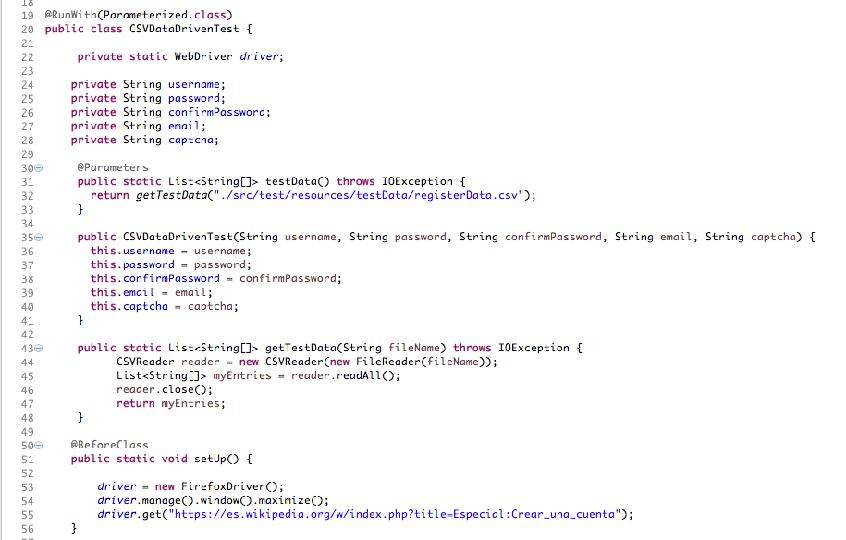 18
19 @RunWith(Parameterized.class)
20 public class CSVDataDrivenTest {
21
22 private static WebDriver driver;
23
24 private String username;
25 private String password;
26 private String confirmPassword;
27 private String email;
28 private String captcha;
29
30 @Parameters
31 public static List<String[]> testData() throws IOException {
32 return getTestData("./src/test/resources/testData/registerData.csv");
33 }
34
35 public CSVDataDrivenTest(String username, String password, String confirmPassword, String email, String captcha) {
36 this.username = username;
37 this.password = password;
38 this.confirmPassword = confirmPassword;
39 this.email = email;
40 this.captcha = captcha;
41 }
42
43 public static List<String[]> getTestData(String fileName) throws IOException {
44 CSVReader reader = new CSVReader(new FileReader(fileName));
45 List<String[]> myEntries = reader.readAll();
46 reader.close();
47 return myEntries;
48 }
49
50 @BeforeClass
51 public static void setUp() {
52
53 driver = new FirefoxDriver();
54 driver.manage().window().maximize();
55 driver.get("https://es.wikipedia.org/w/index.php?title=Especial:Crear_una_cuenta");
56 }